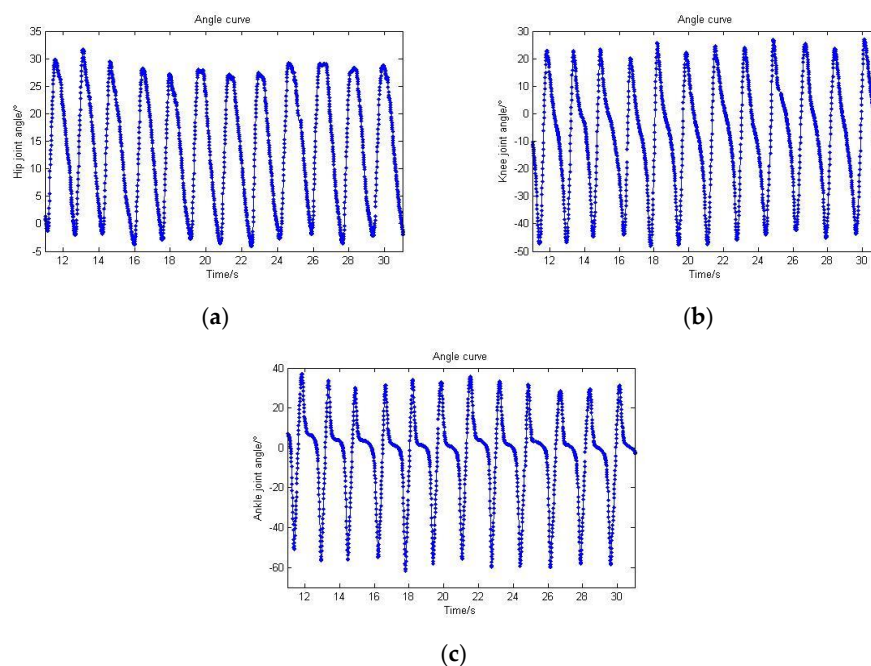 Angle curve
Hip joint angle/°
35
30
25
20
15
10
5
0
-5
12 14 16 18 20 22 24 26 28 30
Time/s
(a)
Angle curve
Knee joint angle/°
30
20
10
0
-10
-20
-30
-40
-50
12 14 16 18 20 22 24 26 28 30
Time/s
(b)
Angle curve
Ankle joint angle/°
40
20
0
-20
-40
-60
12 14 16 18 20 22 24 26 28 30
Time/s
(c)